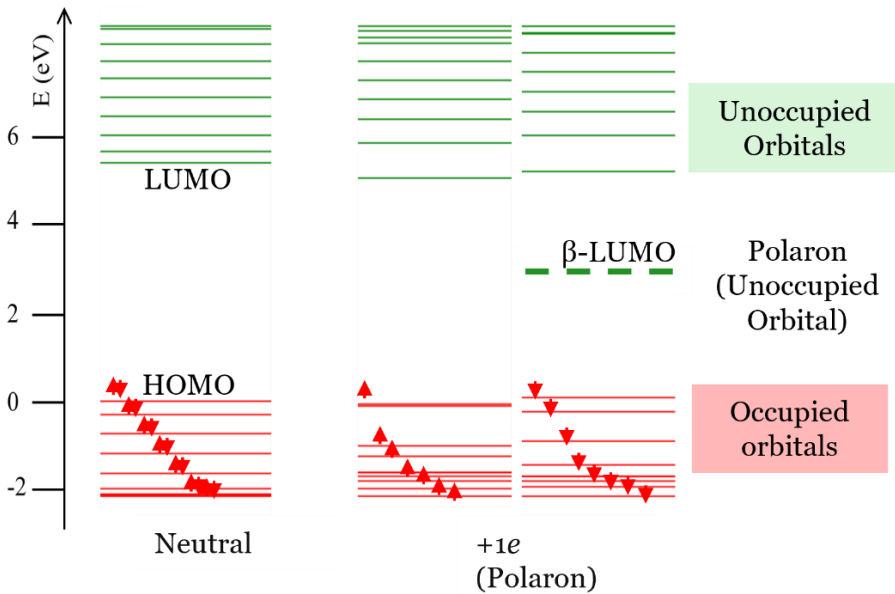 E (eV)
6
4
2
0
-2
LUMO
HOMO
β-LUMO
Unoccupied
Orbitals
Polaron
(Unoccupied
Orbital)
Occupied
orbitals
Neutral
+1e
(Polaron)